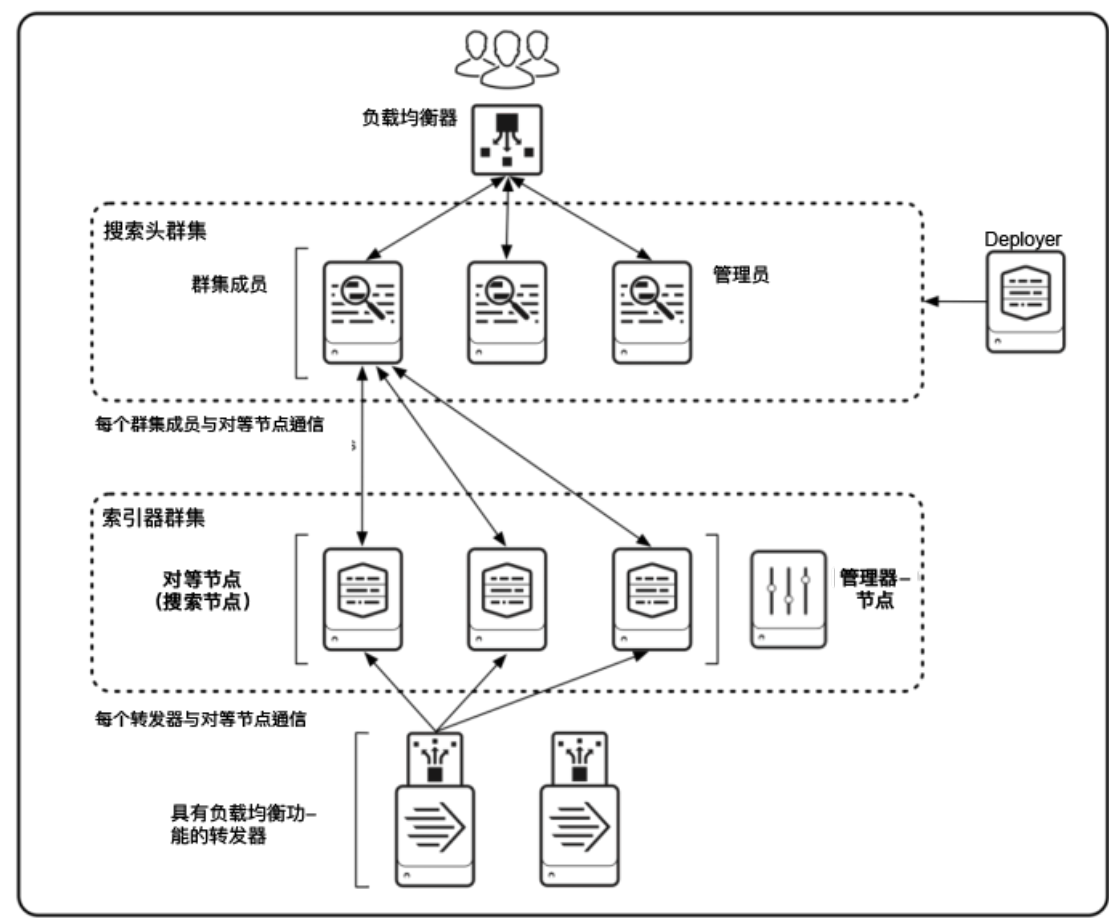 负载均衡器
搜索头群集
Deployer
群集成员
管理员
每个群集成员与对等节点通信
索引器群集
对等节点
（搜索节点）
管理器–
节点
每个转发器与对等节点通信
具有负载均衡功–
能的转发器